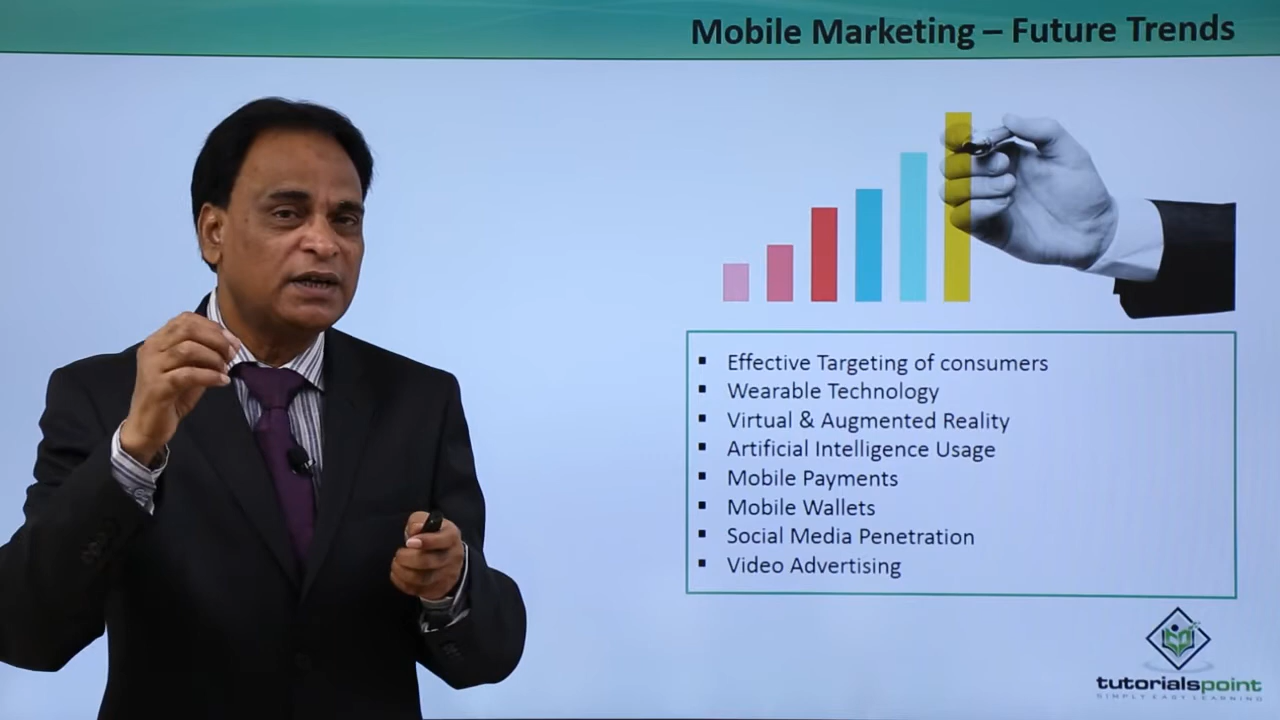 Mobile Marketing – Future Trends
▪ Effective Targeting of consumers
▪ Wearable Technology
▪ Virtual & Augmented Reality
▪ Artificial Intelligence Usage
▪ Mobile Payments
▪ Mobile Wallets
▪ Social Media Penetration
▪ Video Advertising
tutorialspoint
SIMPLY EASY LEARNING